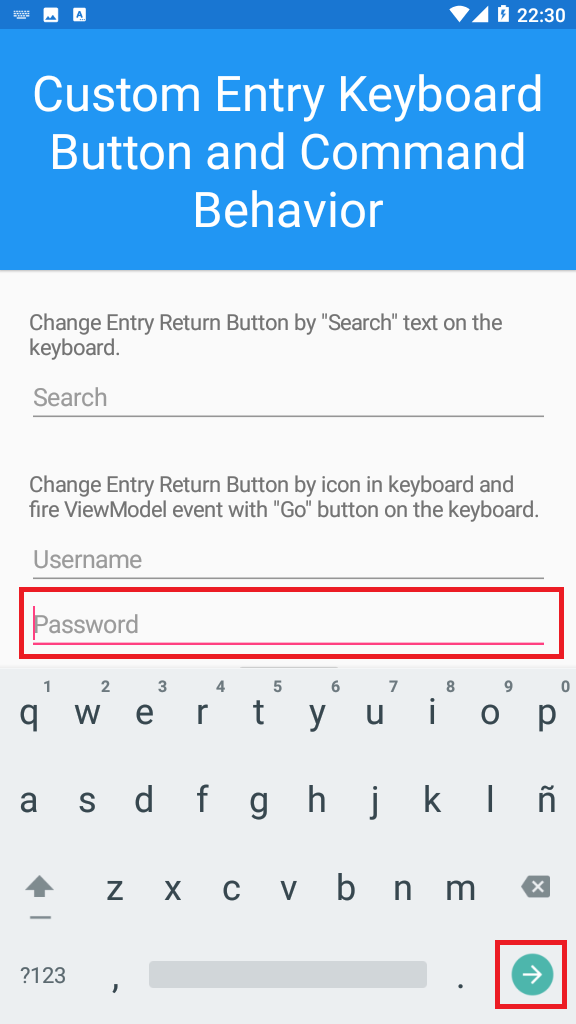 22:30
Custom Entry Keyboard
Button and Command
Behavior
Change Entry Return Button by "Search" text on the
keyboard.
Search
Change Entry Return Button by icon in keyboard and
fire ViewModel event with "Go" button on the keyboard.
Username
Password
1 2 3 4 5 6 7 8 9 0
q w e r t y u i o p
a s d f g h j k l ñ
z x c v b n m
?123 , .